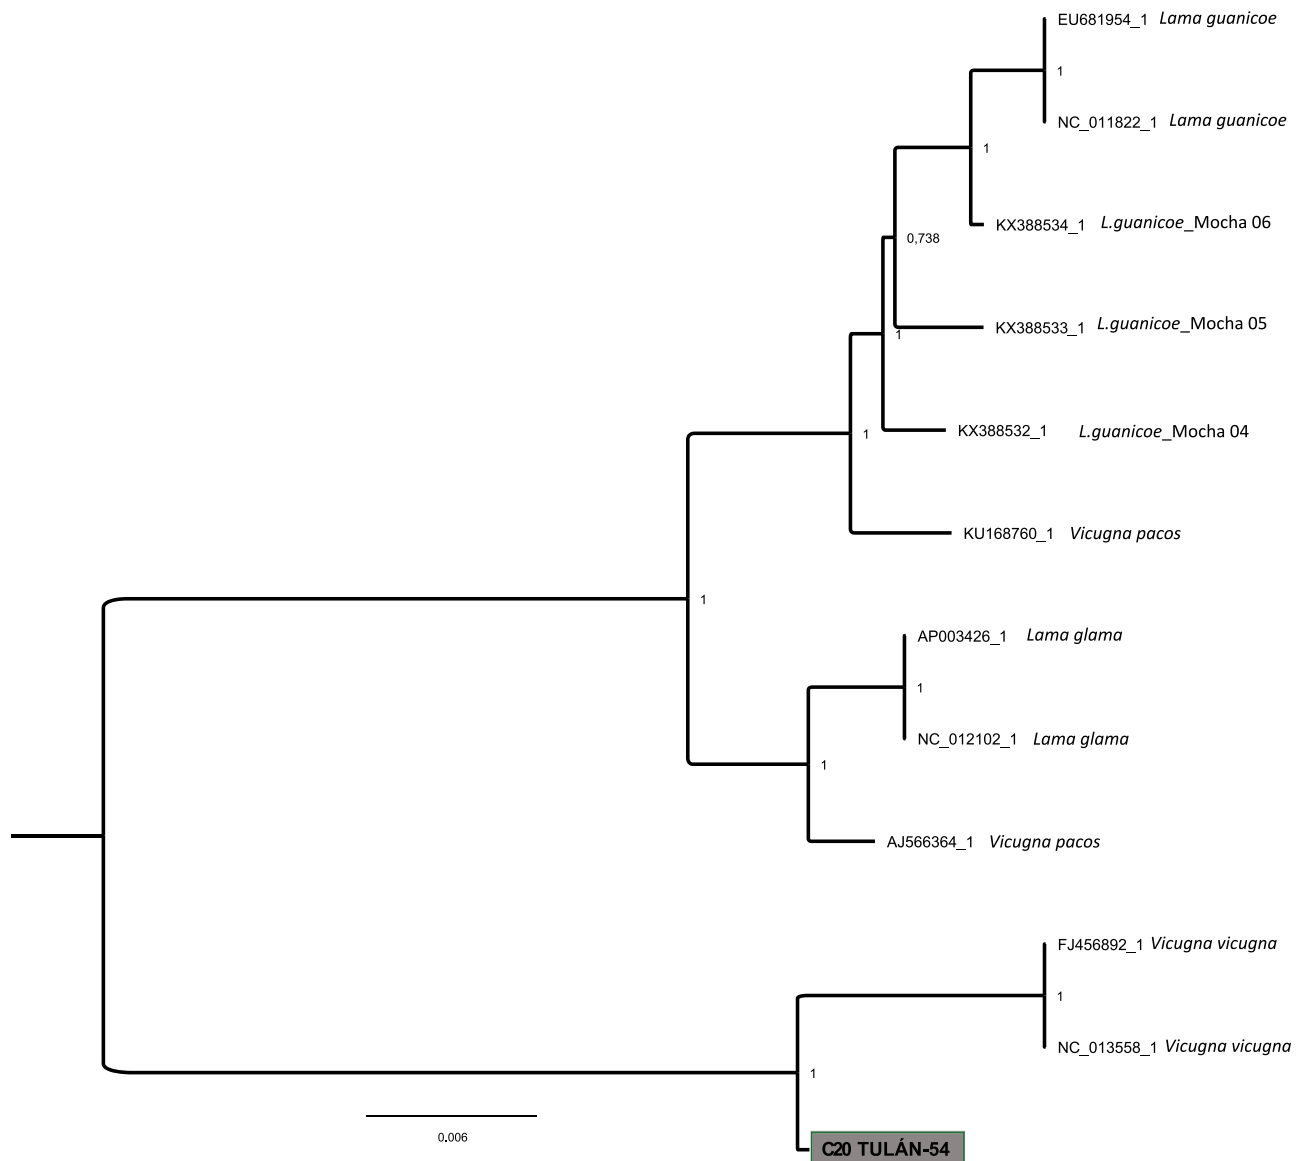 EU681954_1 Lama guanicoe
1
NC_011822_1 Lama guanicoe
1
KX388534_1 L.guanicoe_Mocha 06
0,738
KX388533_1 L.guanicoe_Mocha 05
1
KX388532_1 L.guanicoe_Mocha 04
1
KU168760_1 Vicugna pacos
1
AP003426_1 Lama glama
1
NC_012102_1 Lama glama
1
AJ566364_1 Vicugna pacos
FJ456892_1 Vicugna vicugna
1
NC_013558_1 Vicugna vicugna
1
0.006
C20 TULÁN-54